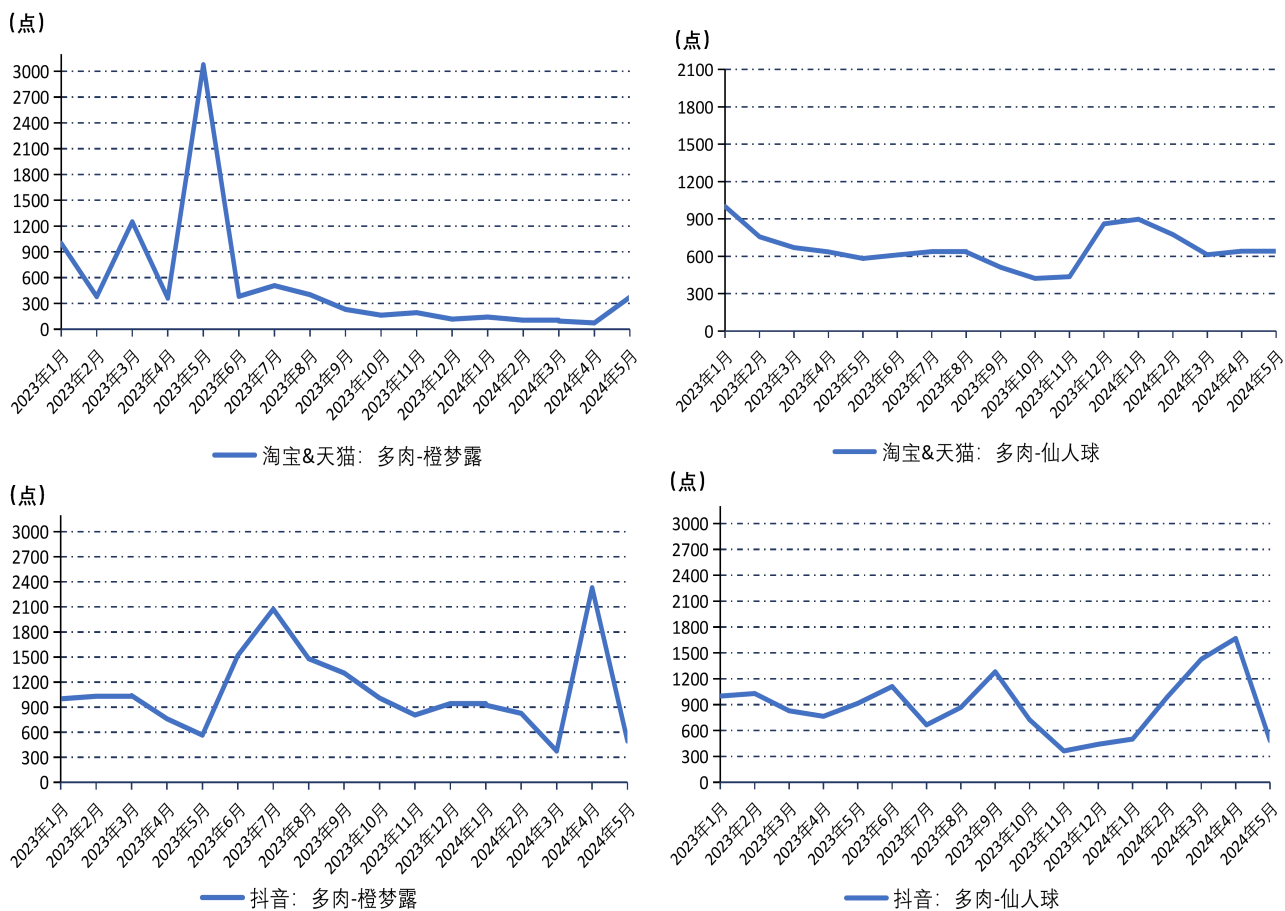 (点)
3000
2700
2400
2100
1800
1500
1200
900
600
300
0
2023年1月
2023年2月
2023年3月
2023年4月
2023年5月
2023年6月
2023年7月
2023年8月
2023年9月
2023年10月
2023年11月
2023年12月
2024年1月
2024年2月
2024年3月
2024年4月
2024年5月
淘宝&天猫：多肉-橙梦露
(点)
2100
1800
1500
1200
900
600
300
0
2023年1月
2023年2月
2023年3月
2023年4月
2023年5月
2023年6月
2023年7月
2023年8月
2023年9月
2023年10月
2023年11月
2023年12月
2024年1月
2024年2月
2024年3月
2024年4月
2024年5月
淘宝&天猫：多肉-仙人球
(点)
3000
2700
2400
2100
1800
1500
1200
900
600
300
0
2023年1月
2023年2月
2023年3月
2023年4月
2023年5月
2023年6月
2023年7月
2023年8月
2023年9月
2023年10月
2023年11月
2023年12月
2024年1月
2024年2月
2024年3月
2024年4月
2024年5月
抖音：多肉-橙梦露
(点)
3000
2700
2400
2100
1800
1500
1200
900
600
300
0
2023年1月
2023年2月
2023年3月
2023年4月
2023年5月
2023年6月
2023年7月
2023年8月
2023年9月
2023年10月
2023年11月
2023年12月
2024年1月
2024年2月
2024年3月
2024年4月
2024年5月
抖音：多肉-仙人球